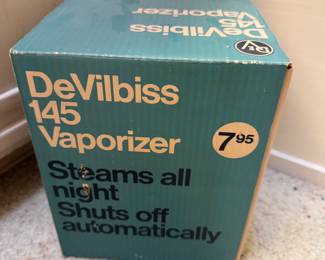 DeVilbiss
145
Vaporizer
DeVilbiss
145
Vaporizer
7 95
Steams all
night
Shuts off
automatically